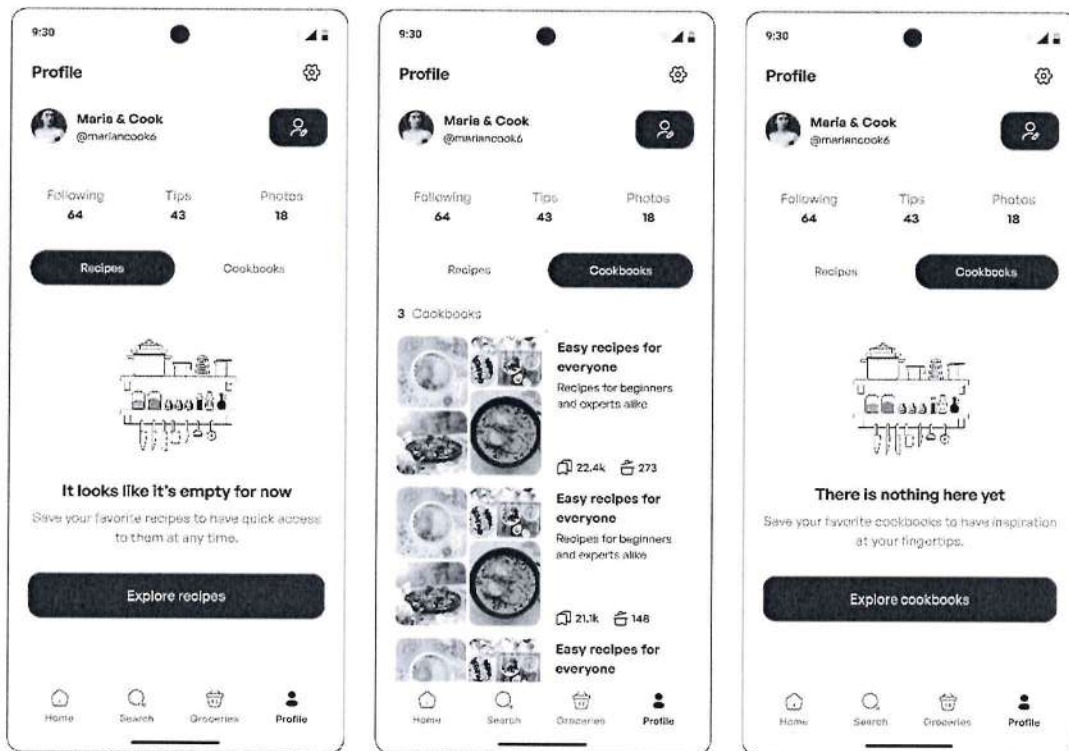 9:30
Profile
Maria & Cook
@mariancook6
Following Tips Photos
64 43 18
Recipes Cookbooks
It looks like it's empty for now
Save your favorite recipes to have quick access
to them at any time.
Explore recipes
Home Search Groceries Profile
9:30
Profile
Maria & Cook
@mariancook6
Following Tips Photos
64 43 18
Recipes Cookbooks
3 Cookbooks
Easy recipes for
everyone
Recipes for beginners
and experts alike
22.4k 273
Easy recipes for
everyone
Recipes for beginners
and experts alike
21.1k 148
Easy recipes for
everyone
Home Search Groceries Profile
9:30
Profile
Maria & Cook
@mariancook6
Following Tips Photos
64 43 18
Recipes Cookbooks
There is nothing here yet
Save your favorite cookbooks to have inspiration
at your fingertips.
Explore cookbooks
Home Search Groceries Profile